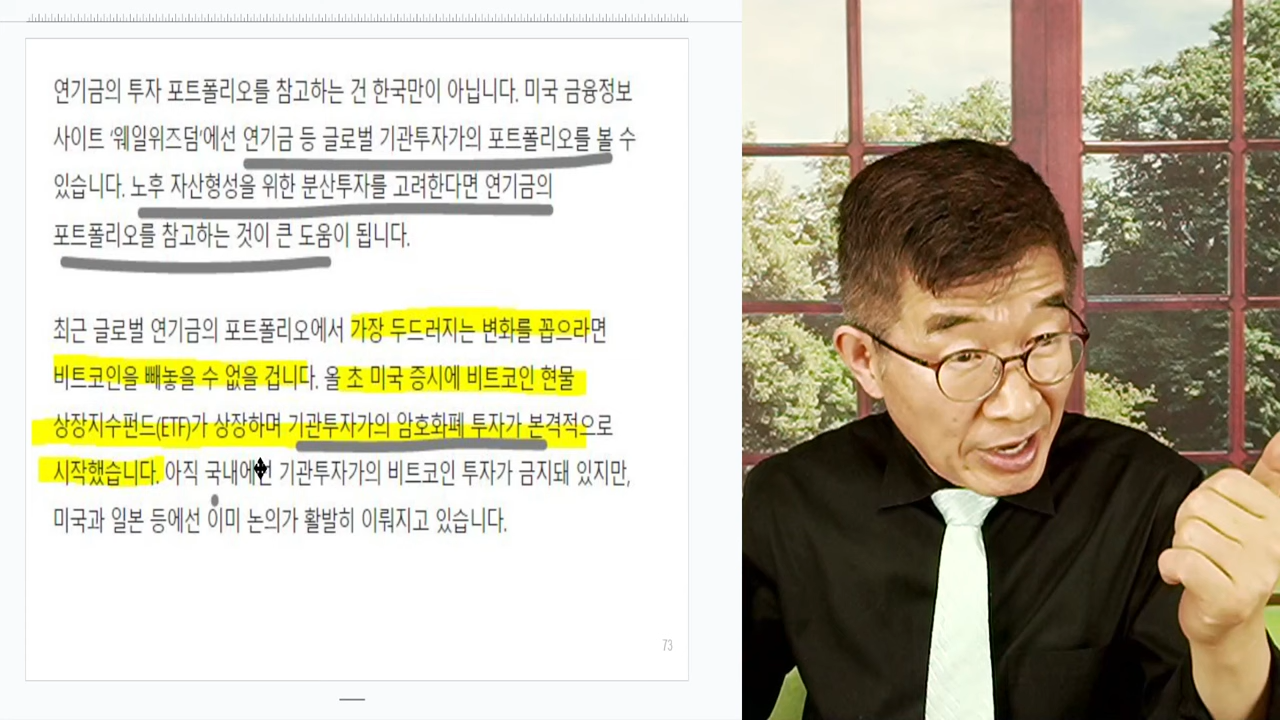 연기금의 투자 포트폴리오를 참고하는 건 한국만이 아닙니다. 미국 금융정보
사이트 '웨일위즈덤'에선 연기금 등 글로벌 기관투자가의 포트폴리오를 볼 수
있습니다. 노후 자산형성을 위한 분산투자를 고려한다면 연기금의
포트폴리오를 참고하는 것이 큰 도움이 됩니다.
최근 글로벌 연기금의 포트폴리오에서 가장 두드러지는 변화를 꼽으라면
비트코인을 빼놓을 수 없을 겁니다. 올 초 미국 증시에 비트코인 현물
상장지수펀드(ETF)가 상장하며 기관투자가의 암호화폐 투자가 본격적으로
시작했습니다. 아직 국내에선 기관투자가의 비트코인 투자가 금지돼 있지만,
미국과 일본 등에선 이미 논의가 활발히 이뤄지고 있습니다.
73